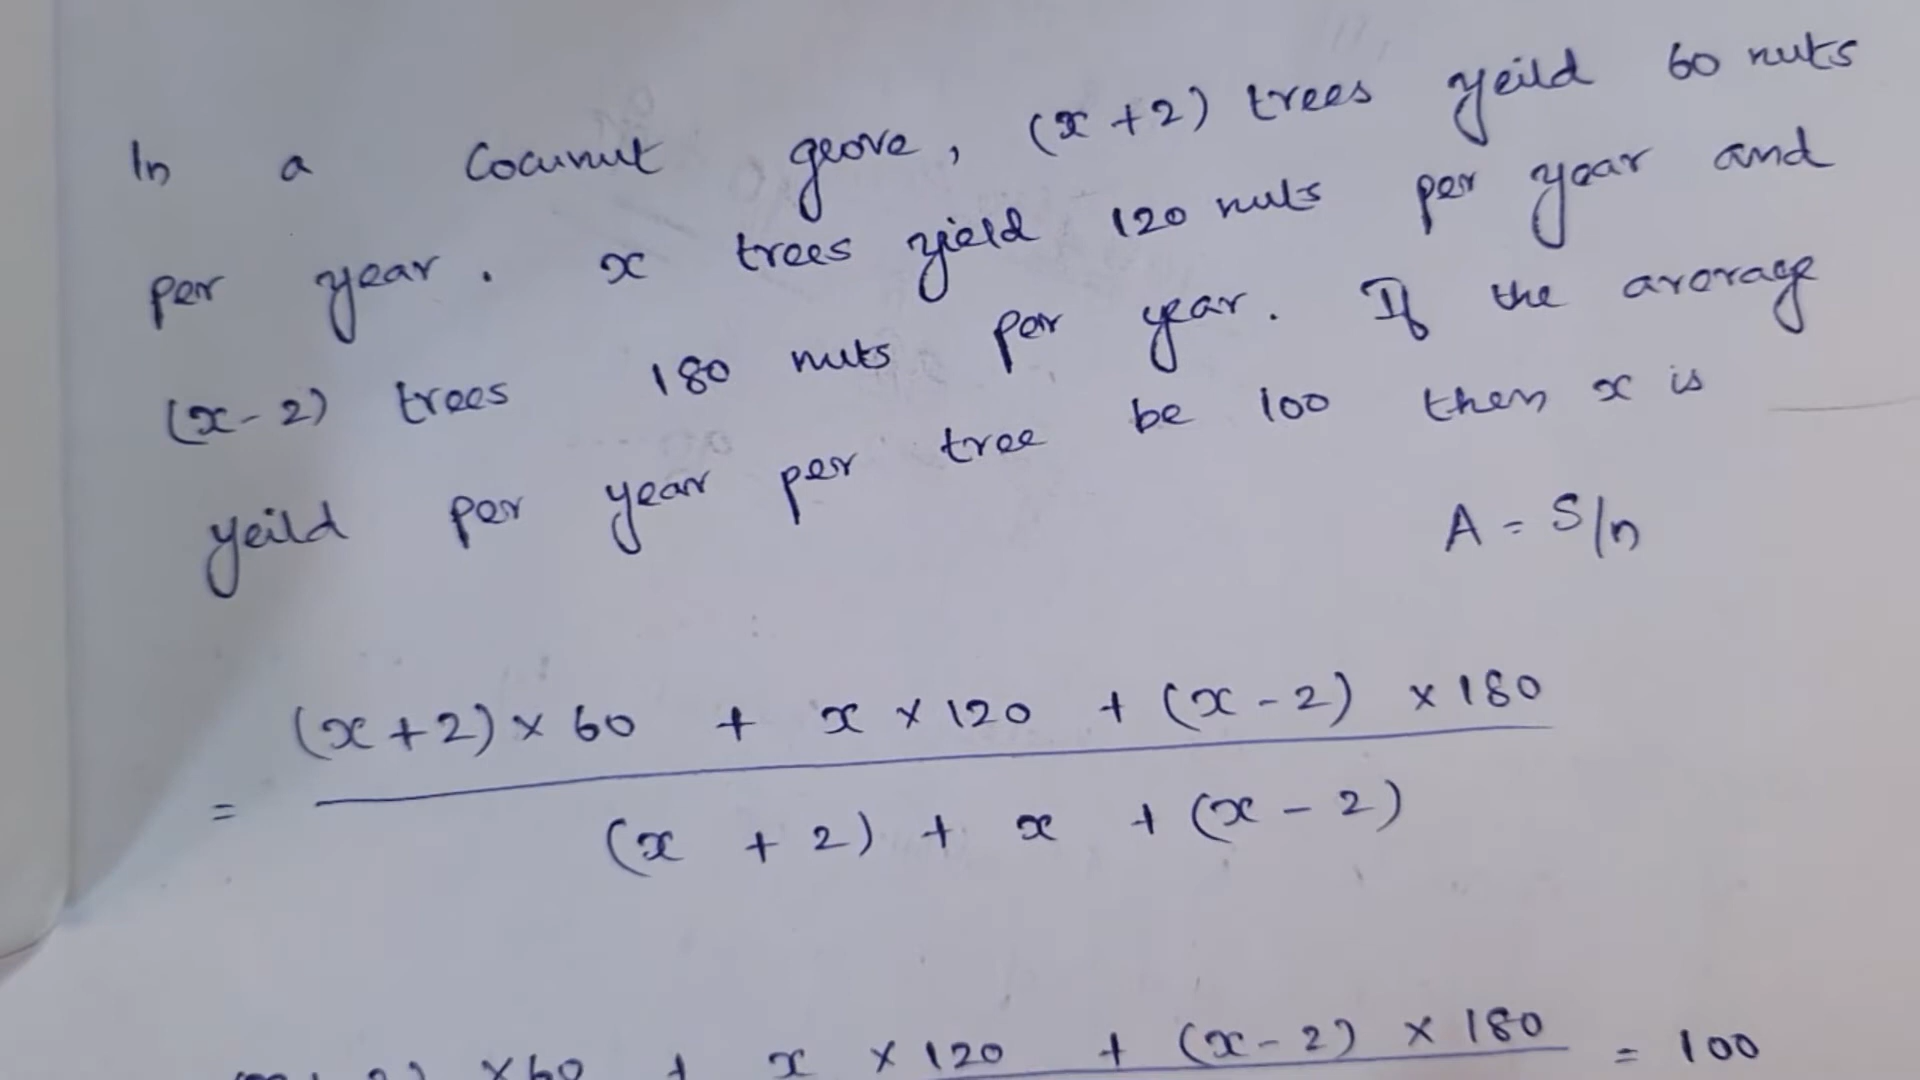 In a Cocunut grove, (x+2) trees yeild 60 nuts
per year. x trees yield 120 nuts per year and
(x-2) trees 180 nuts per year. If the average
yeild per year per tree be 100 then x is
A = S/n
(x+2) × 60 + x × 120 + (x-2) × 180
=
(x + 2) + x + (x - 2)
×60 + x × 120 + (x-2) × 180 = 100